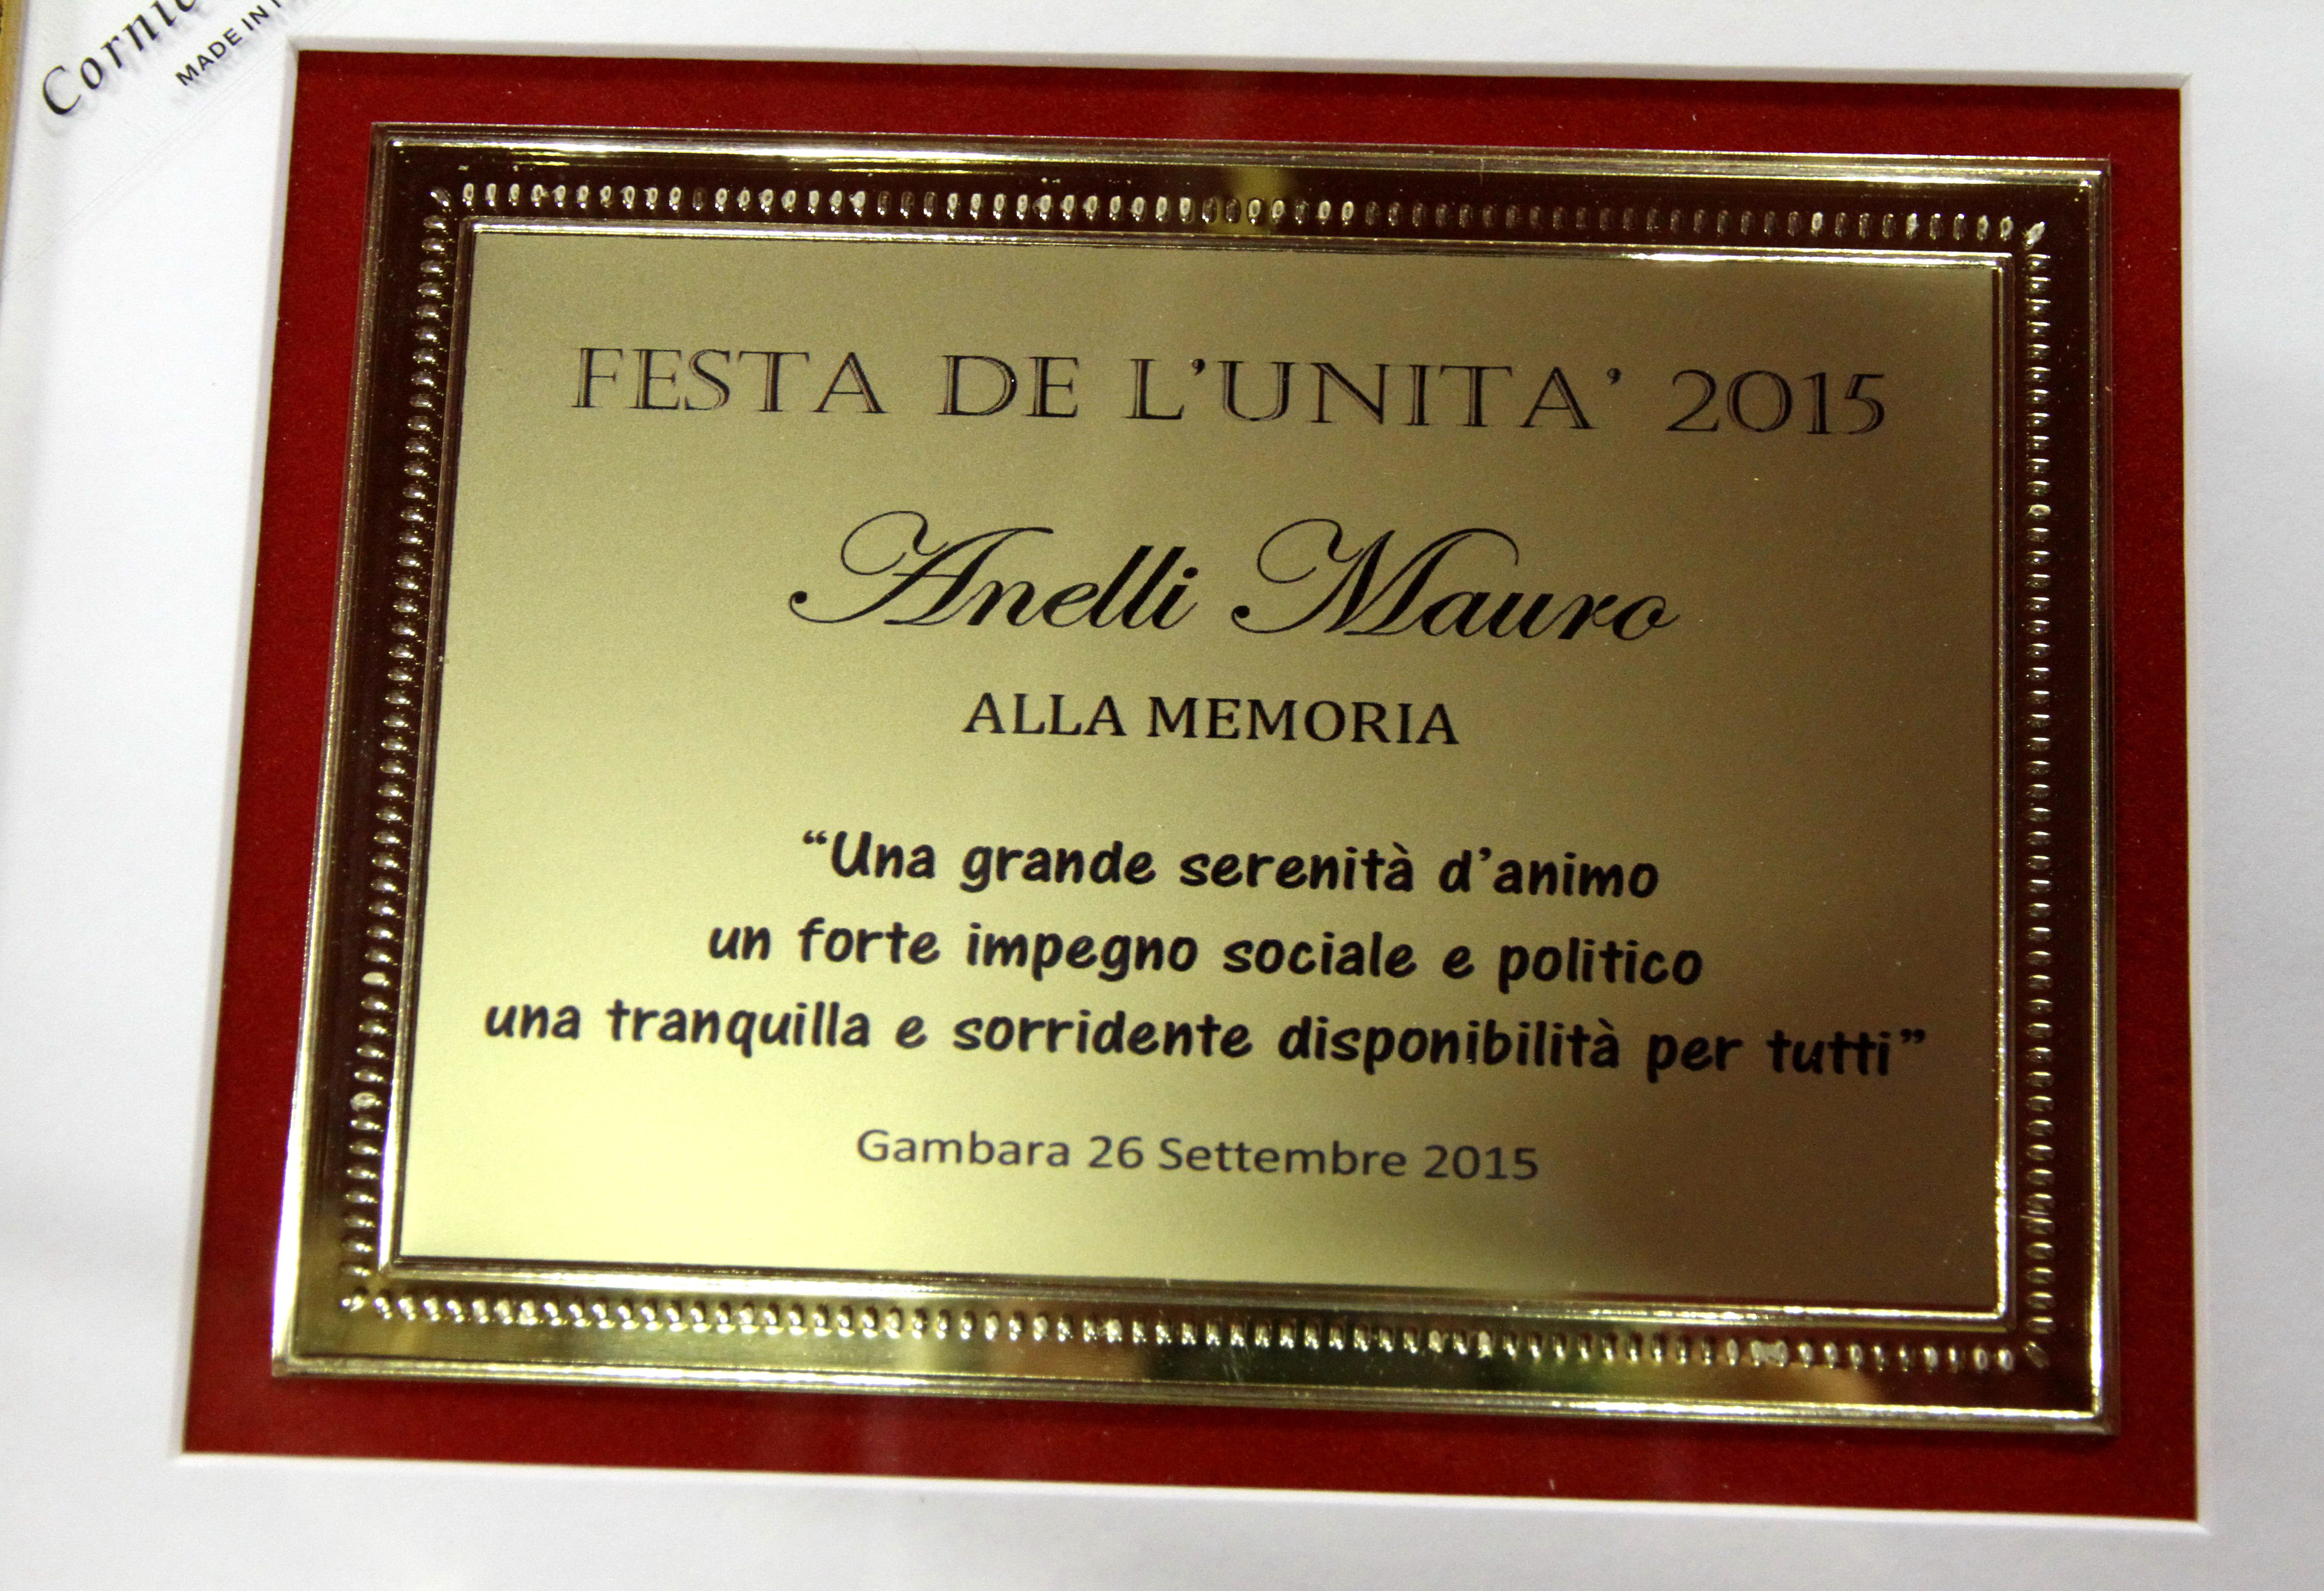 Cornic
MADE IN
FESTA DE L'UNITA' 2015
Anelli Mauro
ALLA MEMORIA
“Una grande serenità d'animo
un forte impegno sociale e politico
una tranquilla e sorridente disponibilità per tutti”
Gambara 26 Settembre 2015